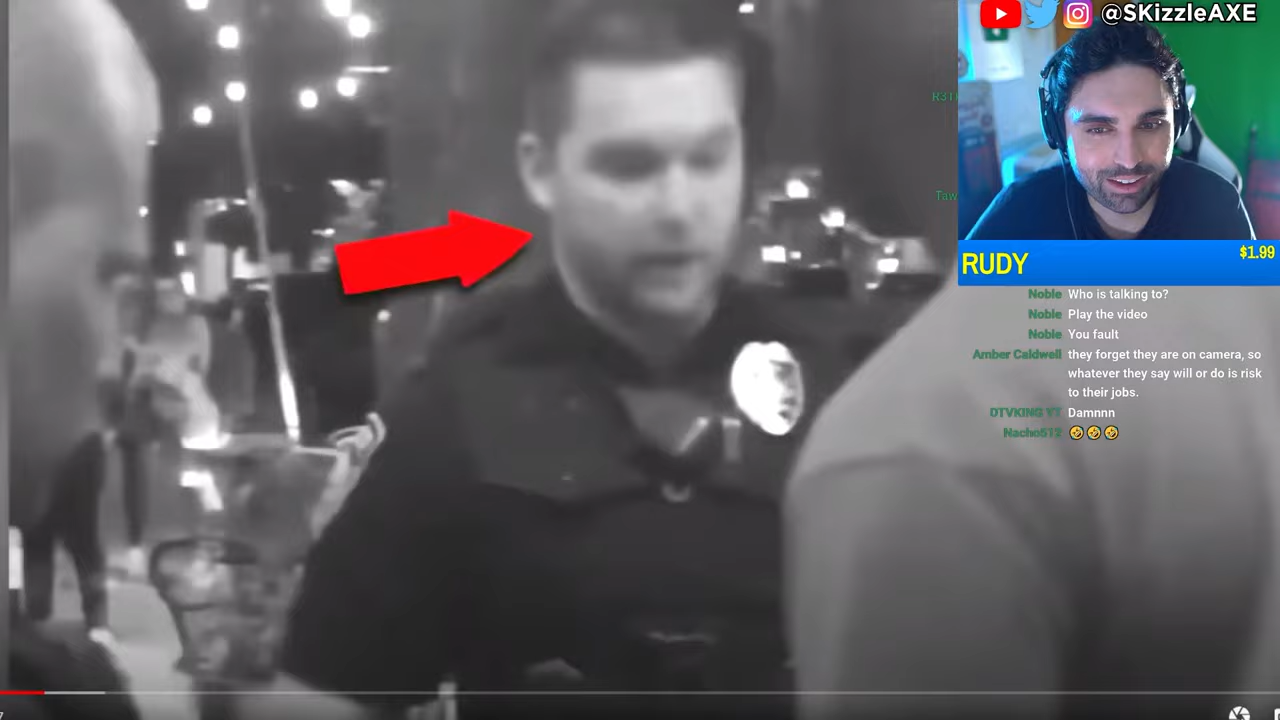 @SKizzleAXE
RUDY
$1.99
Noble Who is talking to?
Noble Play the video
Noble You fault
Amber Caldwell they forget they are on camera, so
whatever they say will or do is risk
to their jobs.
DTVKING YT Damnnn
Nacho512 🤣🤣🤣